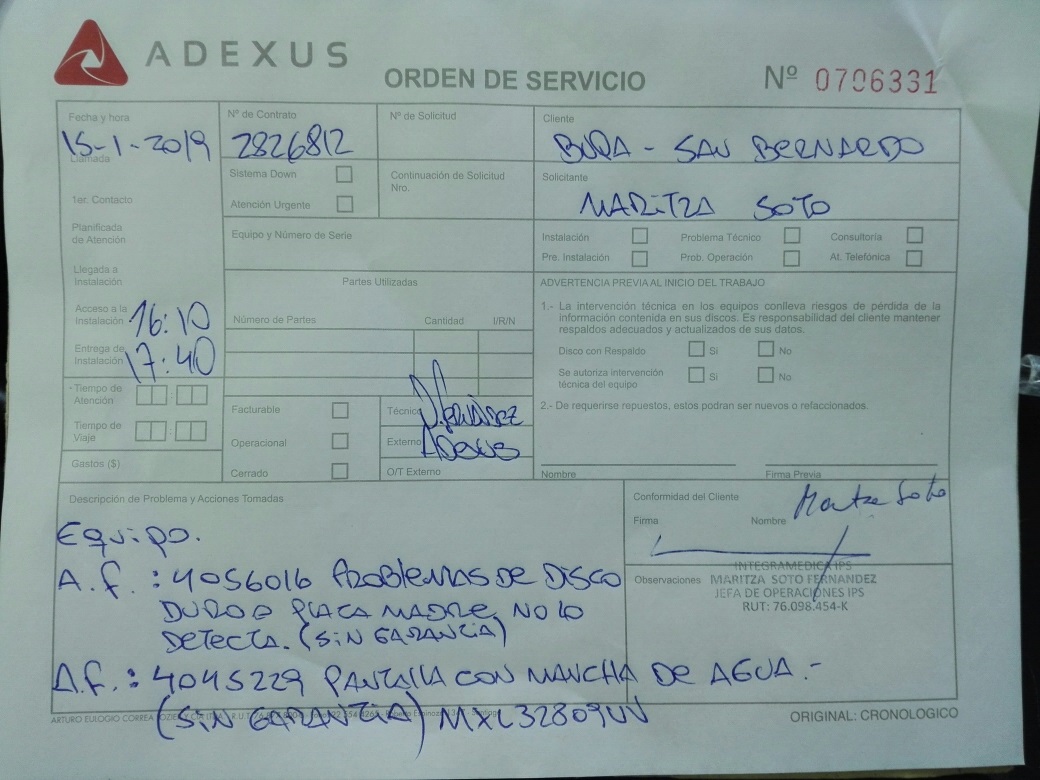 ADEXUS
ORDEN DE SERVICIO
Nº 0706331
Fecha y hora
15-1-2019
Llamada
1er. Contacto
Planificada
de Atención
Llegada a
Instalación
Acceso a la
Instalación 16:10
Entrega de
Instalación 17:40
Tiempo de
Atención
Tiempo de
Viaje
Gastos ($)
Nº de Contrato
2826812
Nº de Solicitud
Sistema Down
Atención Urgente
Continuación de Solicitud
Nro.
Equipo y Número de Serie
Partes Utilizadas
Número de Partes Cantidad I/R/N
Facturable
Operacional
Cerrado
Técnico
Externo Adexus
O/T Externo
Cliente
BUPA - SAN BERNARDO
Solicitante
MARITZA SOTO
Instalación Problema Técnico Consultoría
Pre. Instalación Prob. Operación At. Telefónica
ADVERTENCIA PREVIA AL INICIO DEL TRABAJO
1.- La intervención técnica en los equipos conlleva riesgos de pérdida de la
información contenida en sus discos. Es responsabilidad del cliente mantener
respaldos adecuados y actualizados de sus datos.
Disco con Respaldo Si No
Se autoriza intervención
técnica del equipo Si No
2.- De requerirse repuestos, estos podran ser nuevos o refaccionados.
Nombre Firma Previa
Descripción de Problema y Acciones Tomadas
Equipo.
A.f. : 4056016 PROBLEMAS DE DISCO
DURO O PLACA MADRE, NO LO
DETECTA. (SIN GARANTIA)
A.f. : 4045229 PANTALLA CON MANCHA DE AGUA.-
(SIN GARANTIA) MXL32809VV
Conformidad del Cliente
Firma Nombre Maritza Soto
Observaciones
INTEGRAMEDICA IPS
MARITZA SOTO FERNANDEZ
JEFA DE OPERACIONES IPS
RUT: 76.098.454-K
ARTURO EULOGIO CORREA
ORIGINAL: CRONOLOGICO